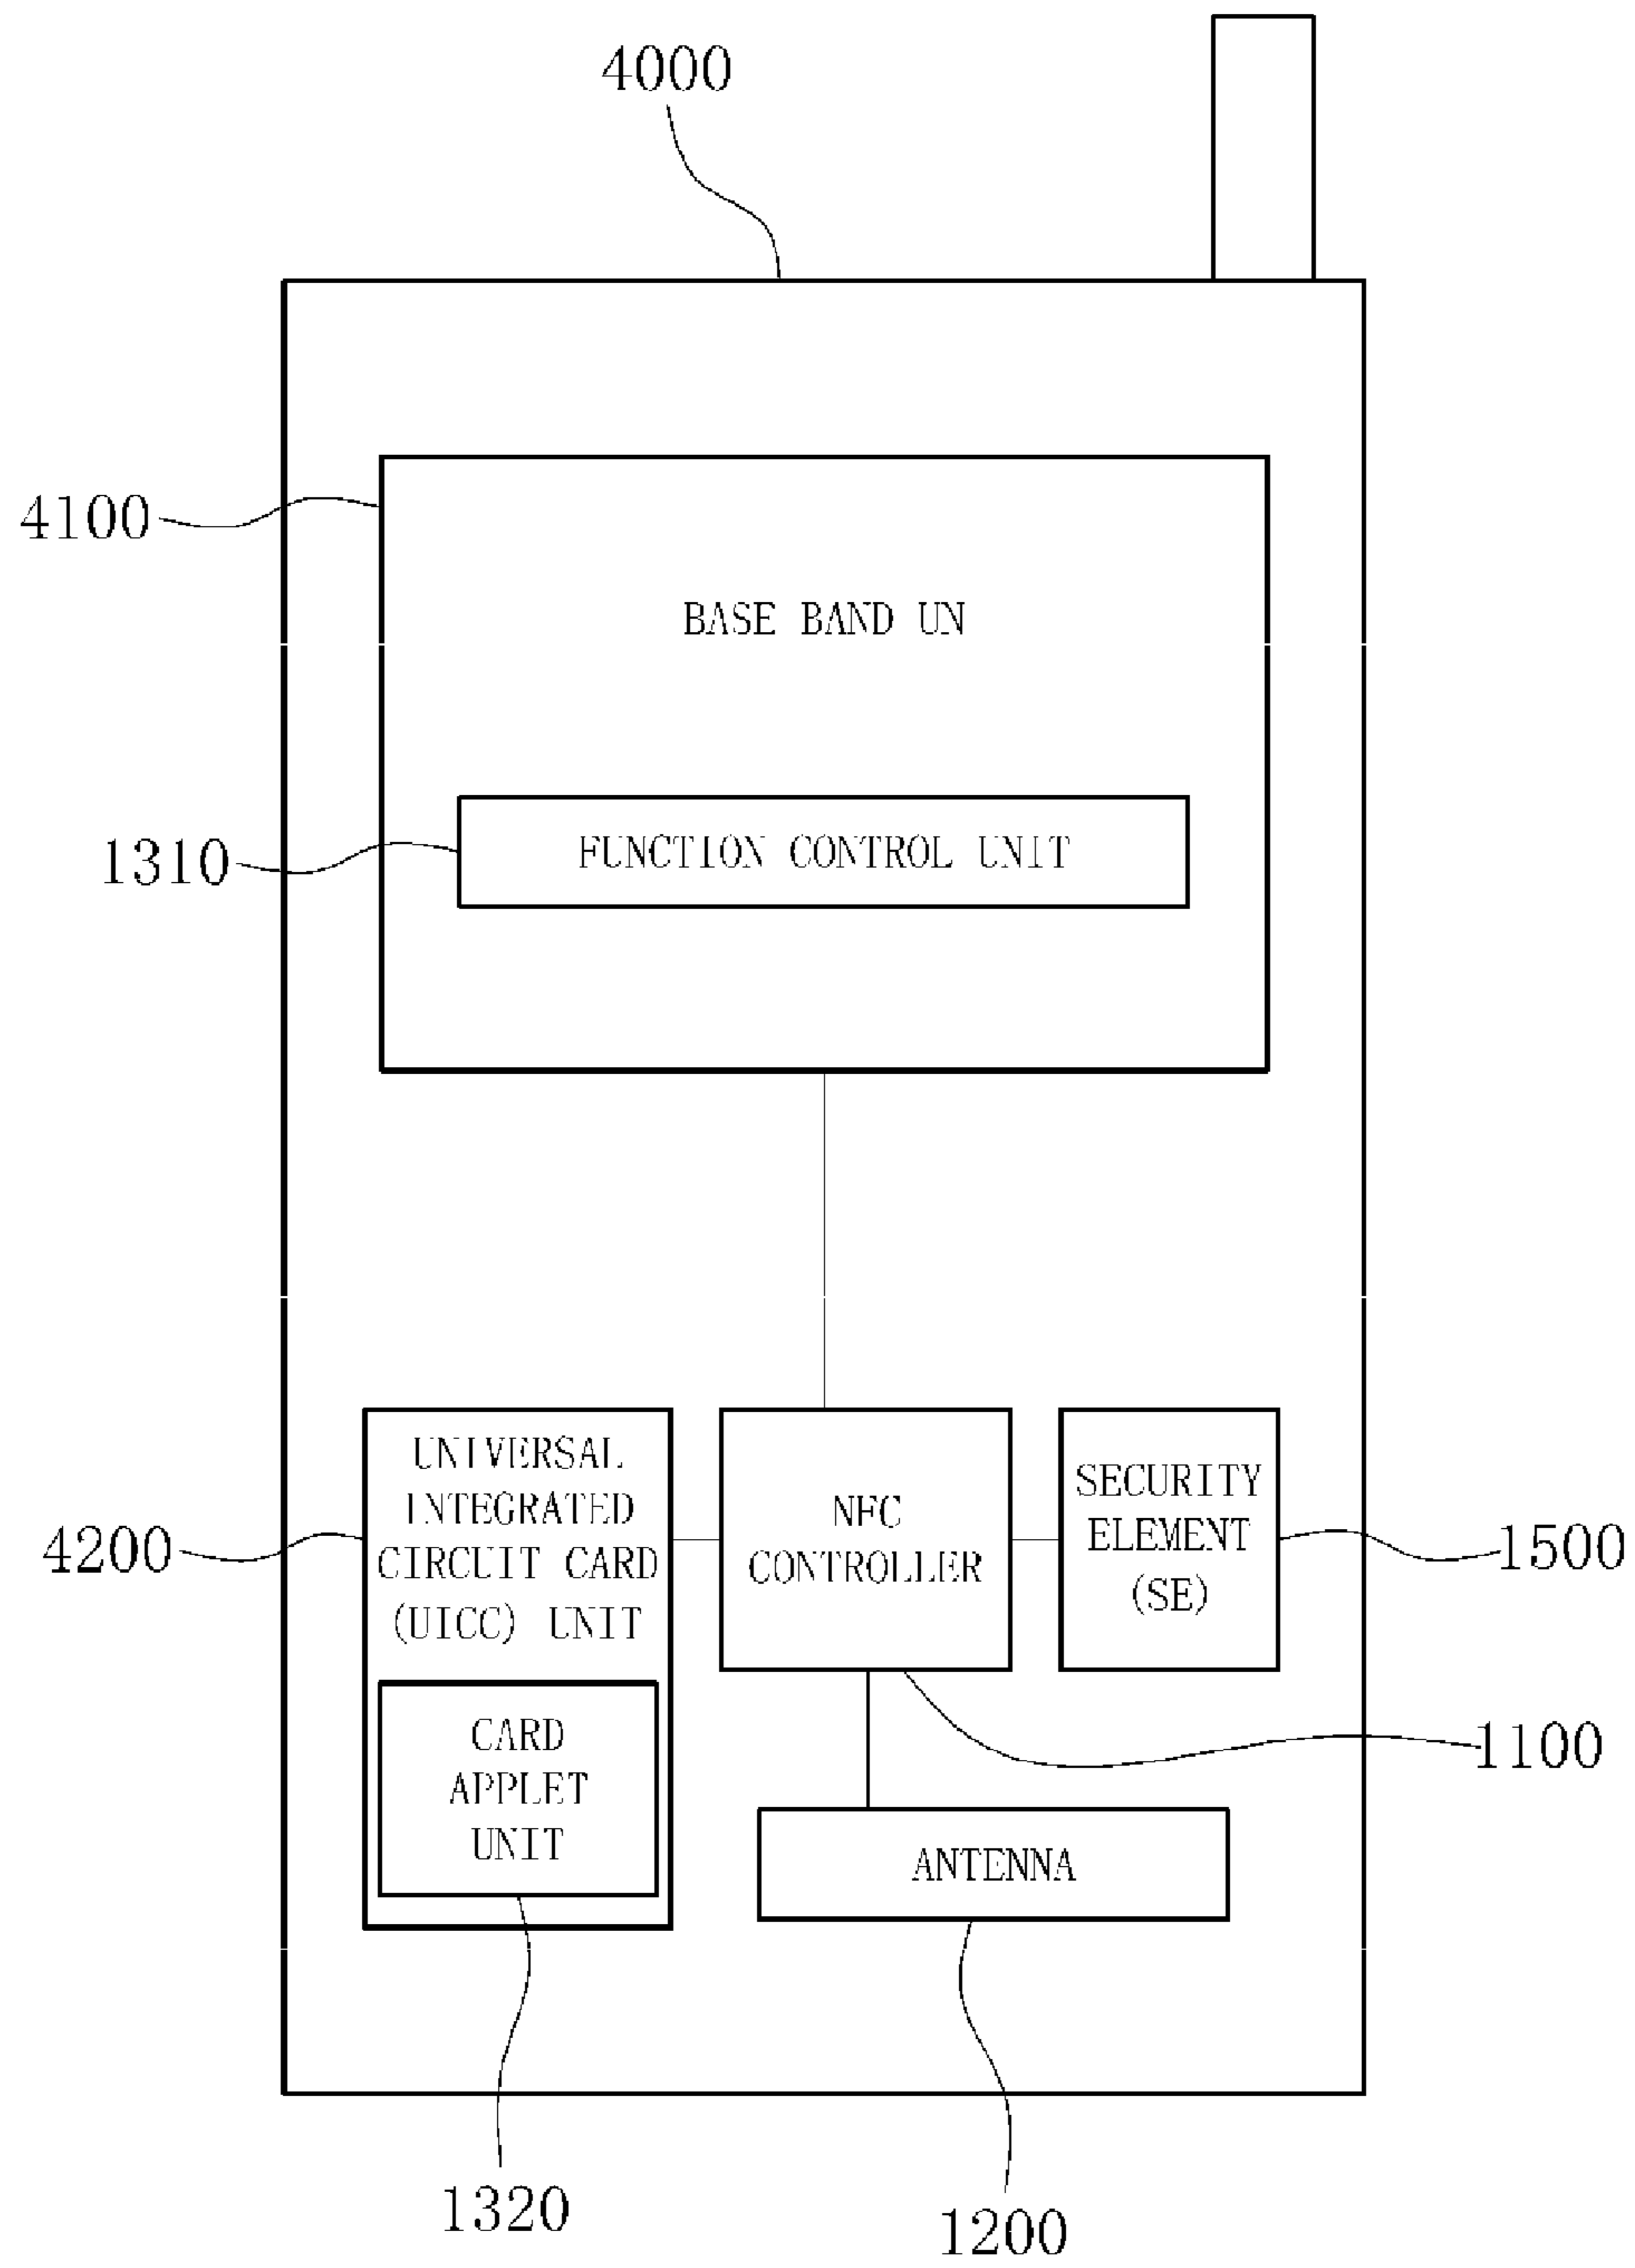 4000
4100
BASE BAND UN
1310
FUNCTION CONTROL UNIT
4200
UNIVERSAL
INTEGRATED
CIRCUIT CARD
(UICC) UNIT
NFC
CONTROLLER
SECURITY
ELEMENT
(SE)
1500
CARD
APPLET
UNIT
1100
ANTENNA
1320
1200